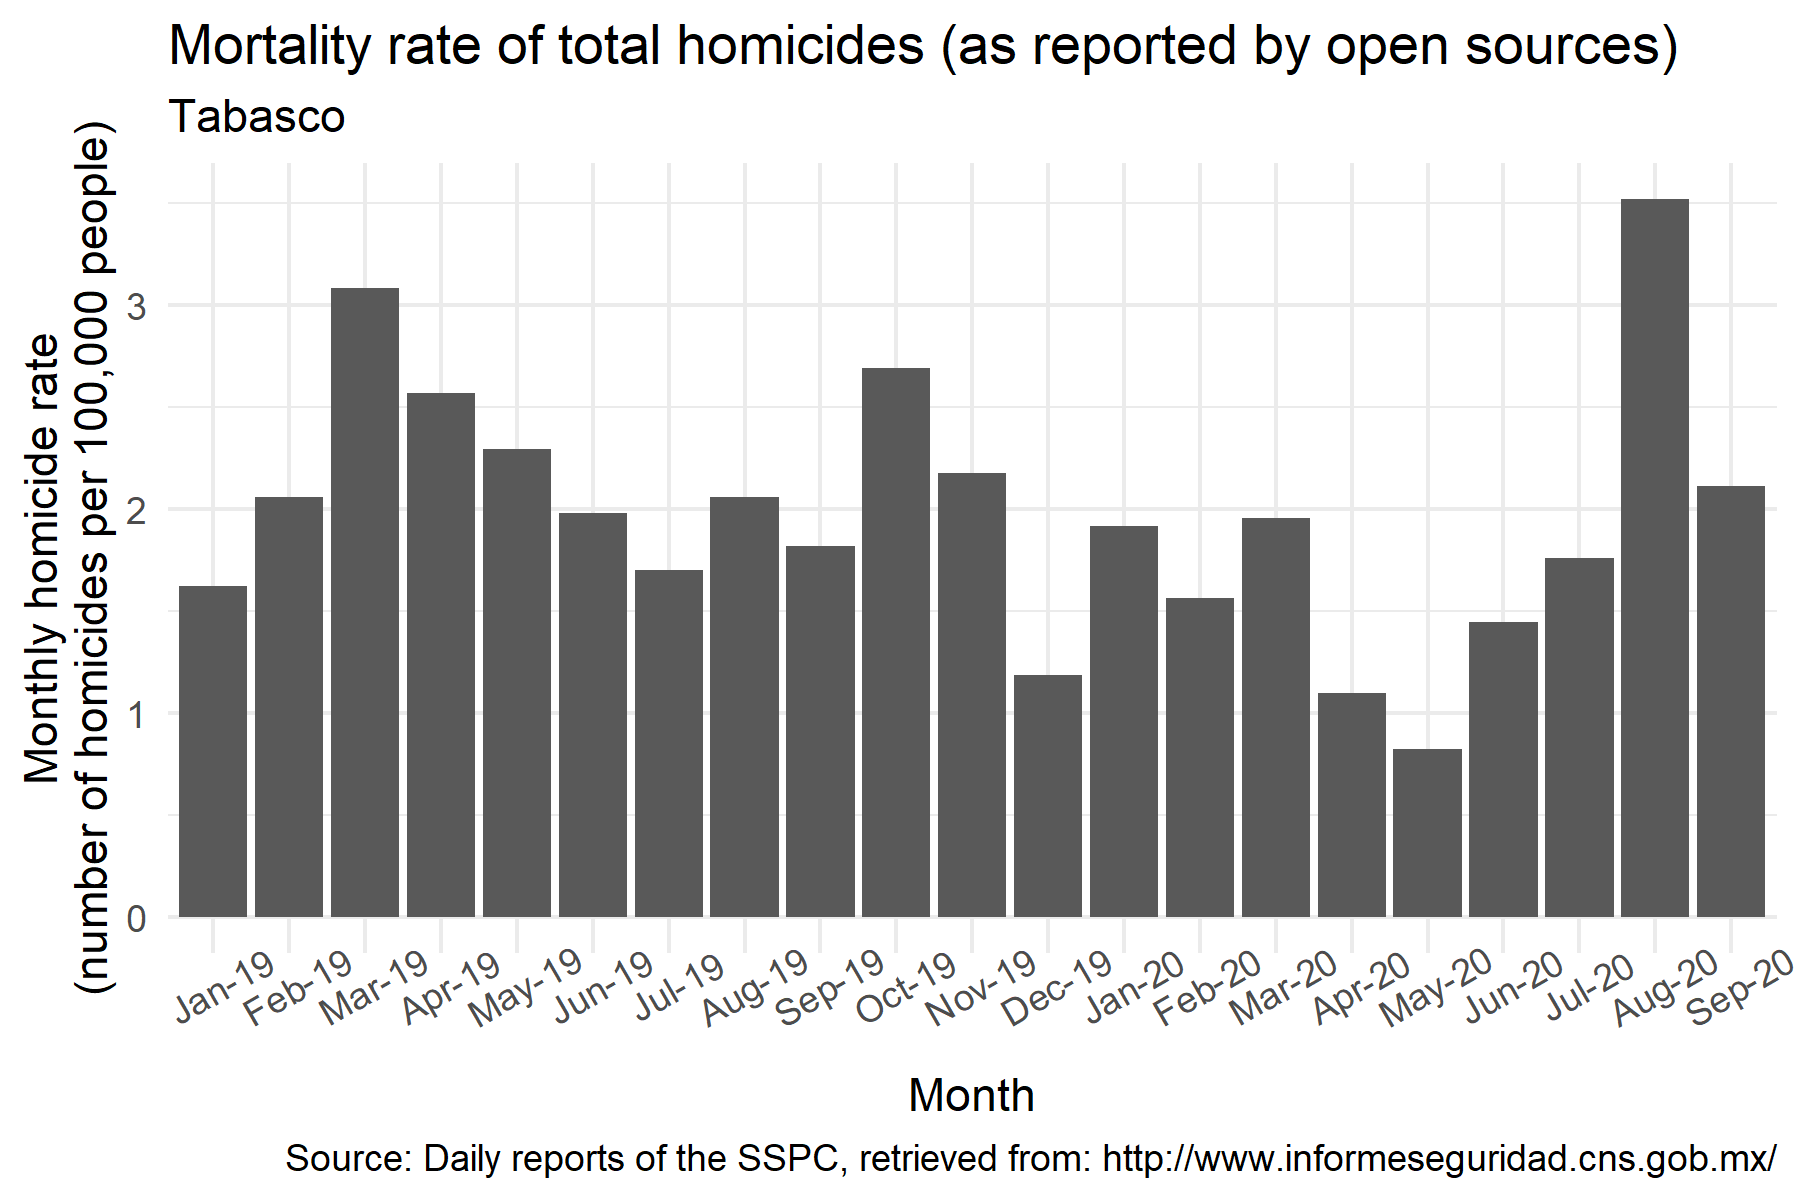 Mortality rate of total homicides (as reported by open sources)
Tabasco
Monthly homicide rate
(number of homicides per 100,000 people)
3
2
1
0
Jan-19
Feb-19
Mar-19
Apr-19
May-19
Jun-19
Jul-19
Aug-19
Sep-19
Oct-19
Nov-19
Dec-19
Jan-20
Feb-20
Mar-20
Apr-20
May-20
Jun-20
Jul-20
Aug-20
Sep-20
Month
Source: Daily reports of the SSPC, retrieved from: http://www.informeseguridad.cns.gob.mx/